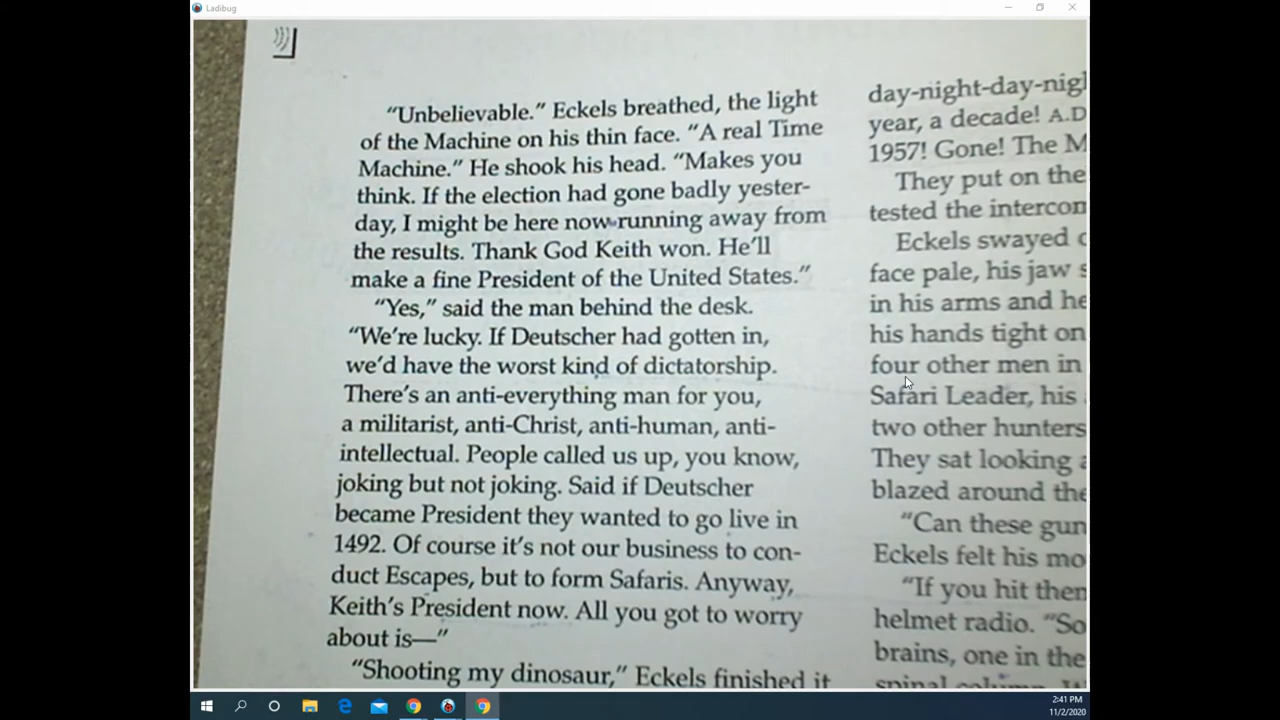 Ladibug
“Unbelievable.” Eckels breathed, the light
of the Machine on his thin face. “A real Time
Machine.” He shook his head. “Makes you
think. If the election had gone badly yester-
day, I might be here now running away from
the results. Thank God Keith won. He’ll
make a fine President of the United States.”
“Yes,” said the man behind the desk.
“We’re lucky. If Deutscher had gotten in,
we’d have the worst kind of dictatorship.
There’s an anti-everything man for you,
a militarist, anti-Christ, anti-human, anti-
intellectual. People called us up, you know,
joking but not joking. Said if Deutscher
became President they wanted to go live in
1492. Of course it’s not our business to con-
duct Escapes, but to form Safaris. Anyway,
Keith’s President now. All you got to worry
about is—”
“Shooting my dinosaur,” Eckels finished it
day-night-day-nig
year, a decade! A.D
1957! Gone! The M
They put on the
tested the intercom
Eckels swayed
face pale, his jaw s
in his arms and he
his hands tight on
four other men in
Safari Leader, his
two other hunters
They sat looking a
blazed around the
“Can these gun
Eckels felt his mo
“If you hit them
helmet radio. “So
brains, one in the
spinal column. W
2:41 PM
11/2/2020